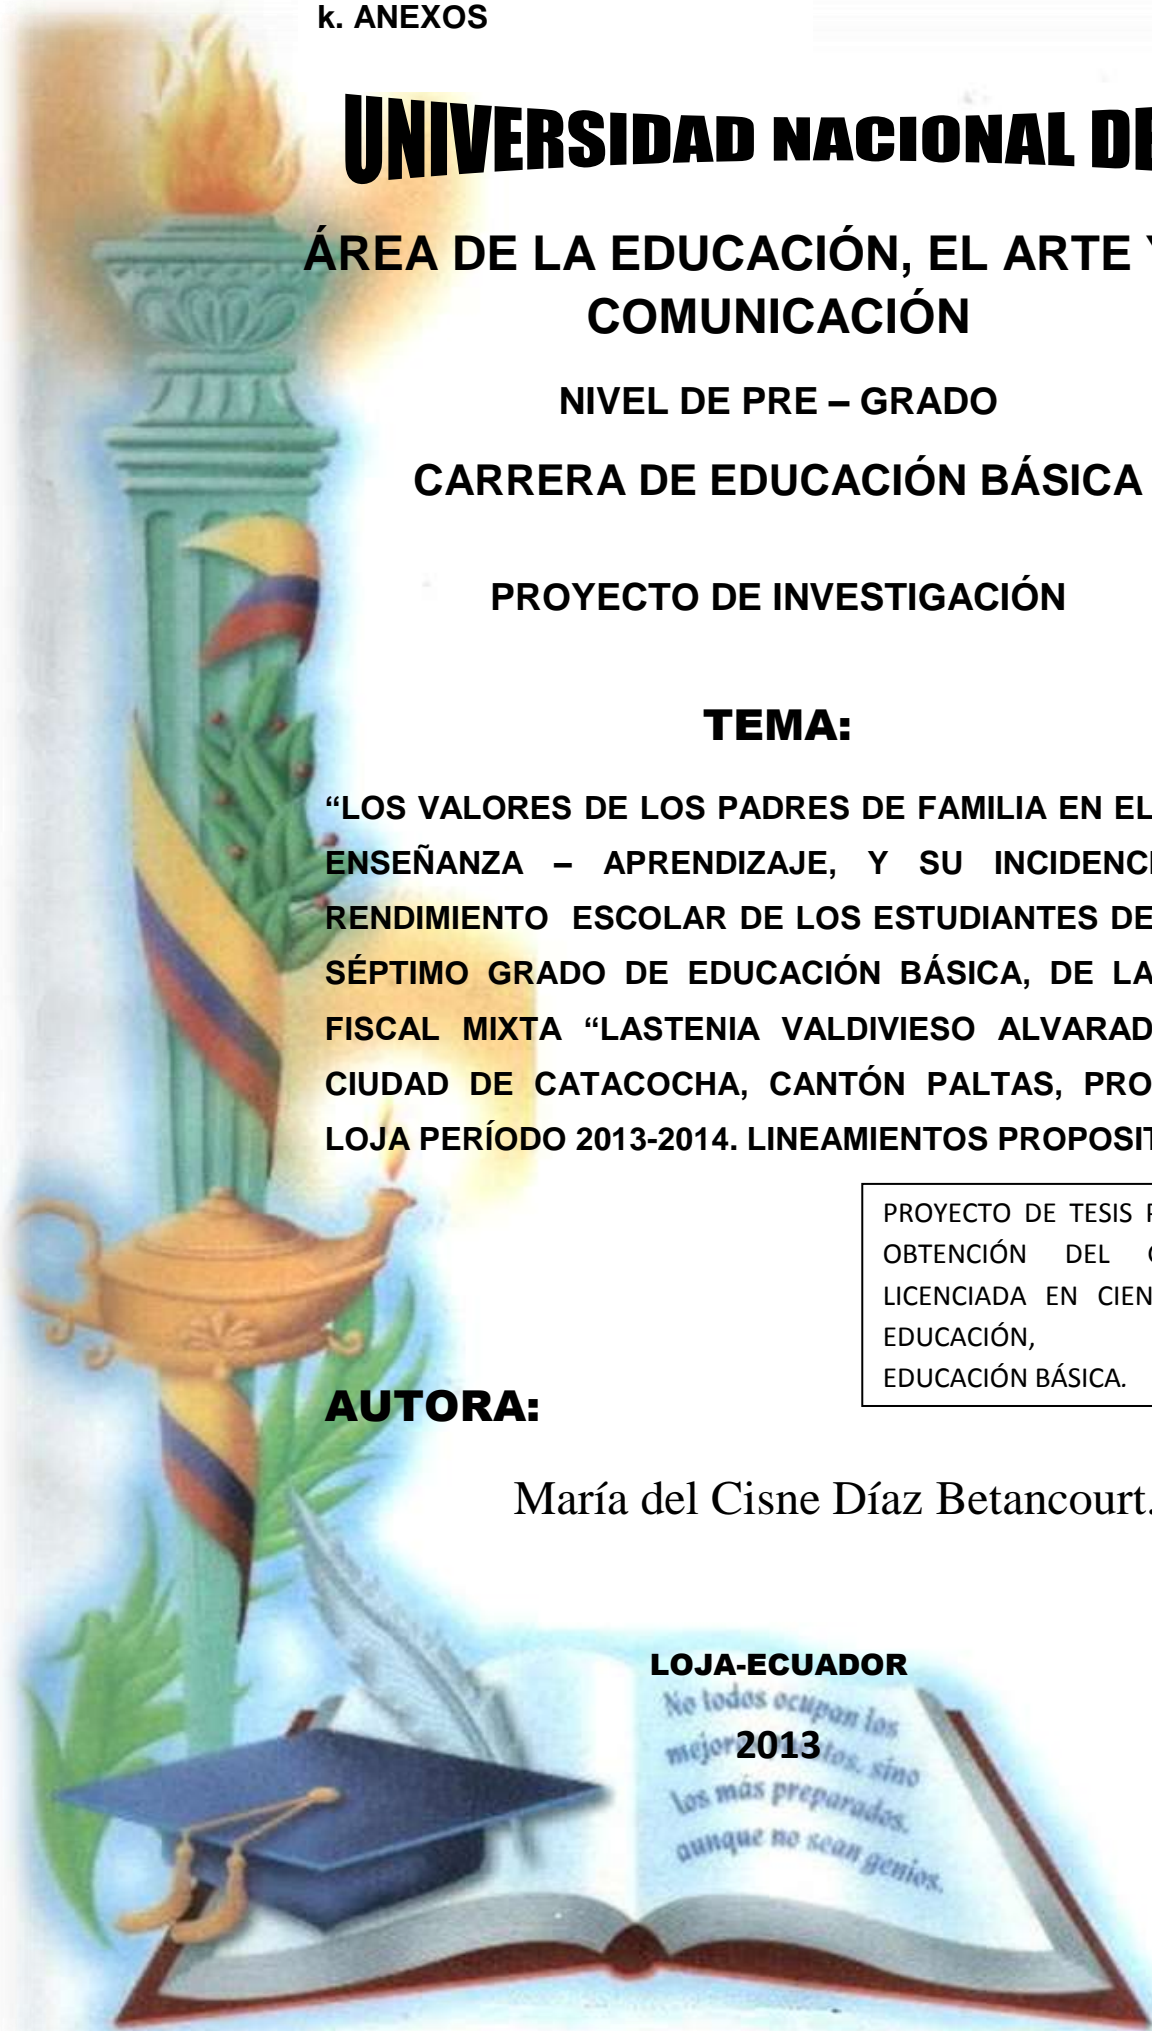 k. ANEXOS
UNIVERSIDAD NACIONAL DE
ÁREA DE LA EDUCACIÓN, EL ARTE Y
COMUNICACIÓN
NIVEL DE PRE – GRADO
CARRERA DE EDUCACIÓN BÁSICA
PROYECTO DE INVESTIGACIÓN
TEMA:
“LOS VALORES DE LOS PADRES DE FAMILIA EN EL
ENSEÑANZA – APRENDIZAJE, Y SU INCIDENCI
RENDIMIENTO ESCOLAR DE LOS ESTUDIANTES DE
SÉPTIMO GRADO DE EDUCACIÓN BÁSICA, DE LA
FISCAL MIXTA “LASTENIA VALDIVIESO ALVARAD
CIUDAD DE CATACOCHA, CANTÓN PALTAS, PRO
LOJA PERÍODO 2013-2014. LINEAMIENTOS PROPOSIT
PROYECTO DE TESIS P
OBTENCIÓN DEL
LICENCIADA EN CIEN
EDUCACIÓN,
EDUCACIÓN BÁSICA.
AUTORA:
María del Cisne Díaz Betancourt.
LOJA-ECUADOR
No todos ocupan los
2013
sino
los más preparados,
aunque no sean genios.